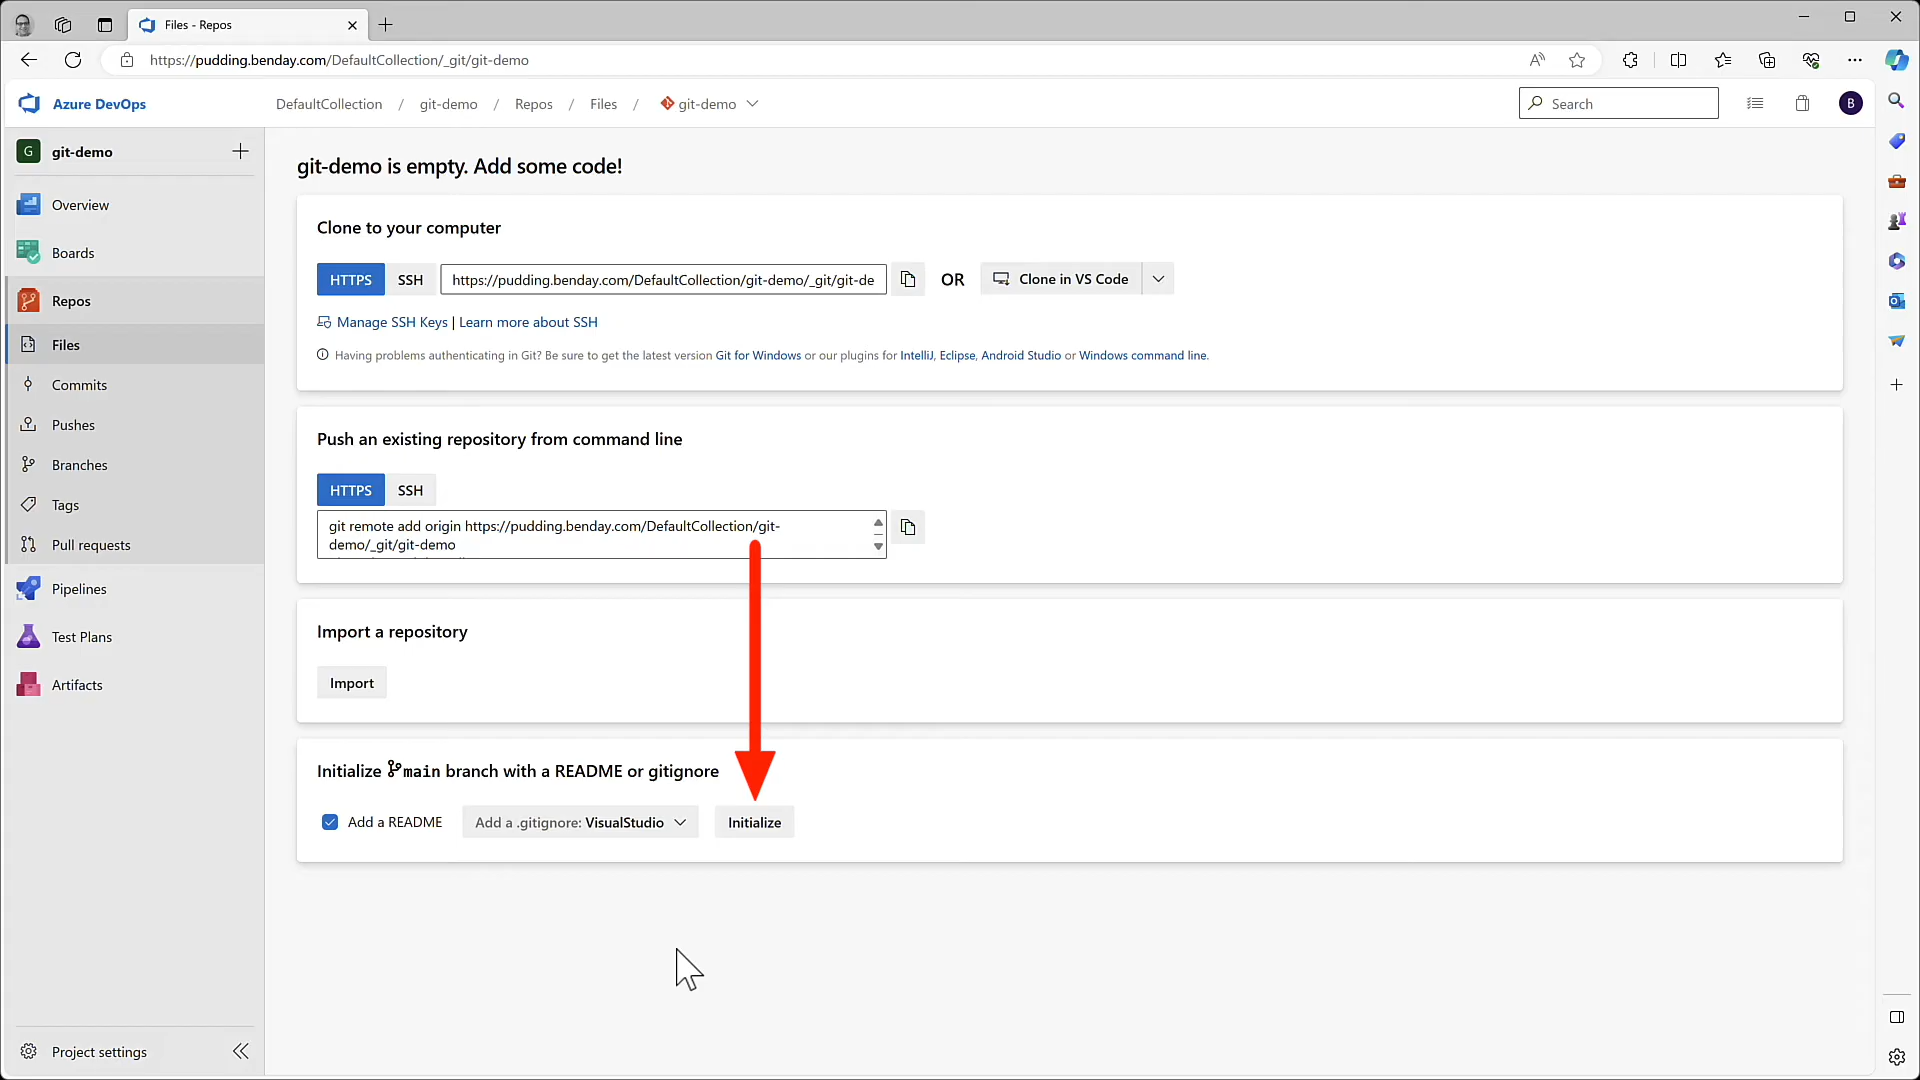 Files - Repos
https://pudding.benday.com/DefaultCollection/_git/git-demo
Azure DevOps
DefaultCollection / git-demo / Repos / Files / git-demo
Search
B
G git-demo
Overview
Boards
Repos
Files
Commits
Pushes
Branches
Tags
Pull requests
Pipelines
Test Plans
Artifacts
Project settings
git-demo is empty. Add some code!
Clone to your computer
HTTPS SSH https://pudding.benday.com/DefaultCollection/git-demo/_git/git-de OR Clone in VS Code
Manage SSH Keys | Learn more about SSH
Having problems authenticating in Git? Be sure to get the latest version Git for Windows or our plugins for IntelliJ, Eclipse, Android Studio or Windows command line.
Push an existing repository from command line
HTTPS SSH
git remote add origin https://pudding.benday.com/DefaultCollection/git-
demo/_git/git-demo
Import a repository
Import
Initialize main branch with a README or gitignore
Add a README Add a .gitignore: VisualStudio Initialize